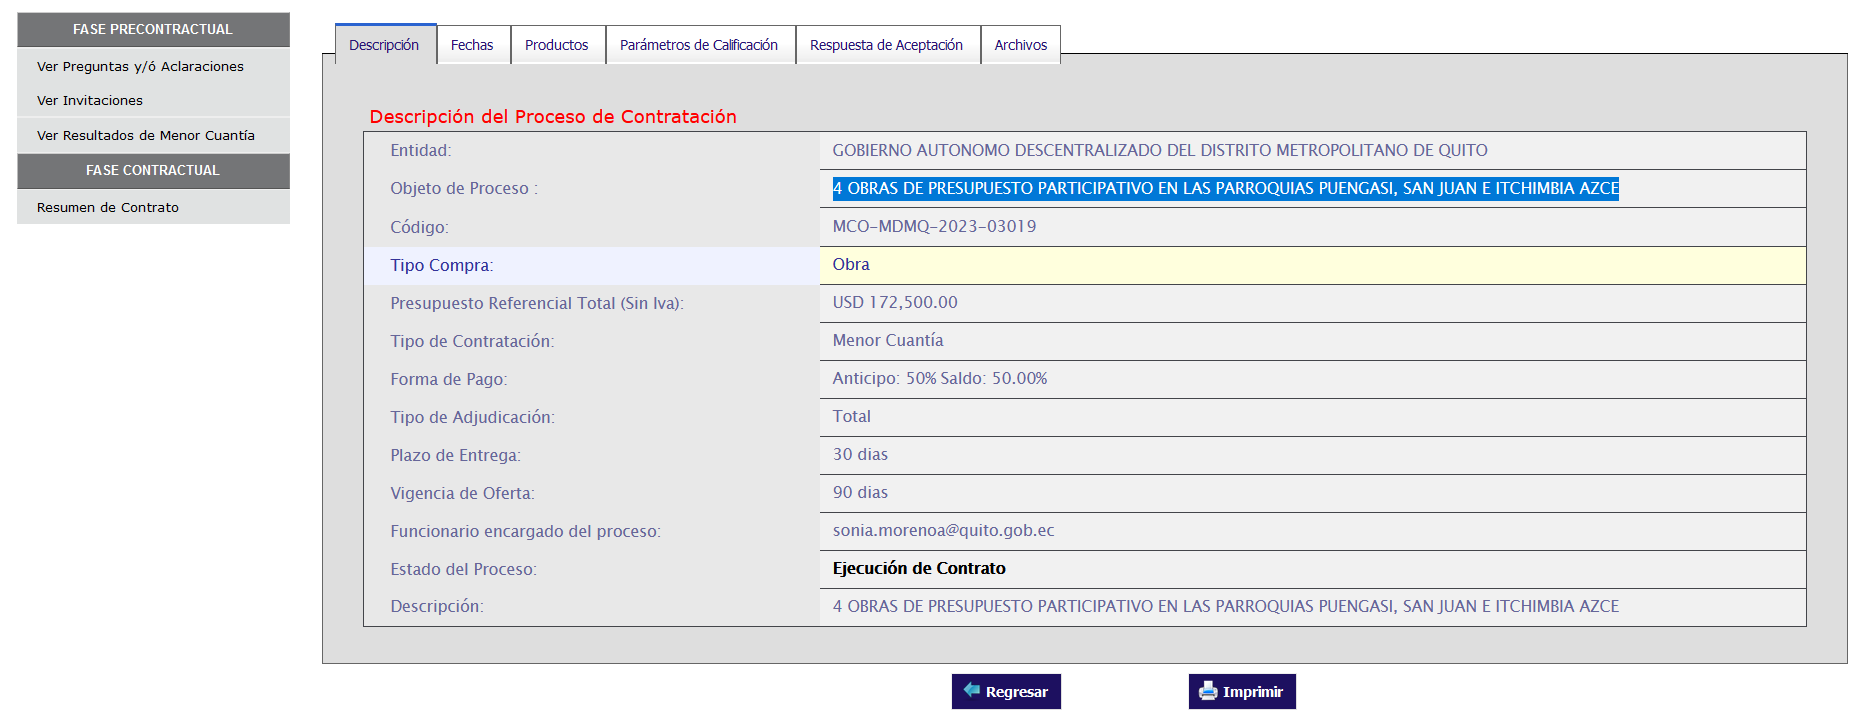 FASE PRECONTRACTUAL
Ver Preguntas y/ó Aclaraciones
Ver Invitaciones
Ver Resultados de Menor Cuantía
FASE CONTRACTUAL
Resumen de Contrato
Descripción
Fechas
Productos
Parámetros de Calificación
Respuesta de Aceptación
Archivos
Descripción del Proceso de Contratación
Entidad: GOBIERNO AUTONOMO DESCENTRALIZADO DEL DISTRITO METROPOLITANO DE QUITO
Objeto de Proceso : 4 OBRAS DE PRESUPUESTO PARTICIPATIVO EN LAS PARROQUIAS PUENGASI, SAN JUAN E ITCHIMBIA AZCE
Código: MCO-MDMQ-2023-03019
Tipo Compra: Obra
Presupuesto Referencial Total (Sin Iva): USD 172,500.00
Tipo de Contratación: Menor Cuantía
Forma de Pago: Anticipo: 50% Saldo: 50.00%
Tipo de Adjudicación: Total
Plazo de Entrega: 30 dias
Vigencia de Oferta: 90 dias
Funcionario encargado del proceso: sonia.morenoa@quito.gob.ec
Estado del Proceso: Ejecución de Contrato
Descripción: 4 OBRAS DE PRESUPUESTO PARTICIPATIVO EN LAS PARROQUIAS PUENGASI, SAN JUAN E ITCHIMBIA AZCE
Regresar
Imprimir